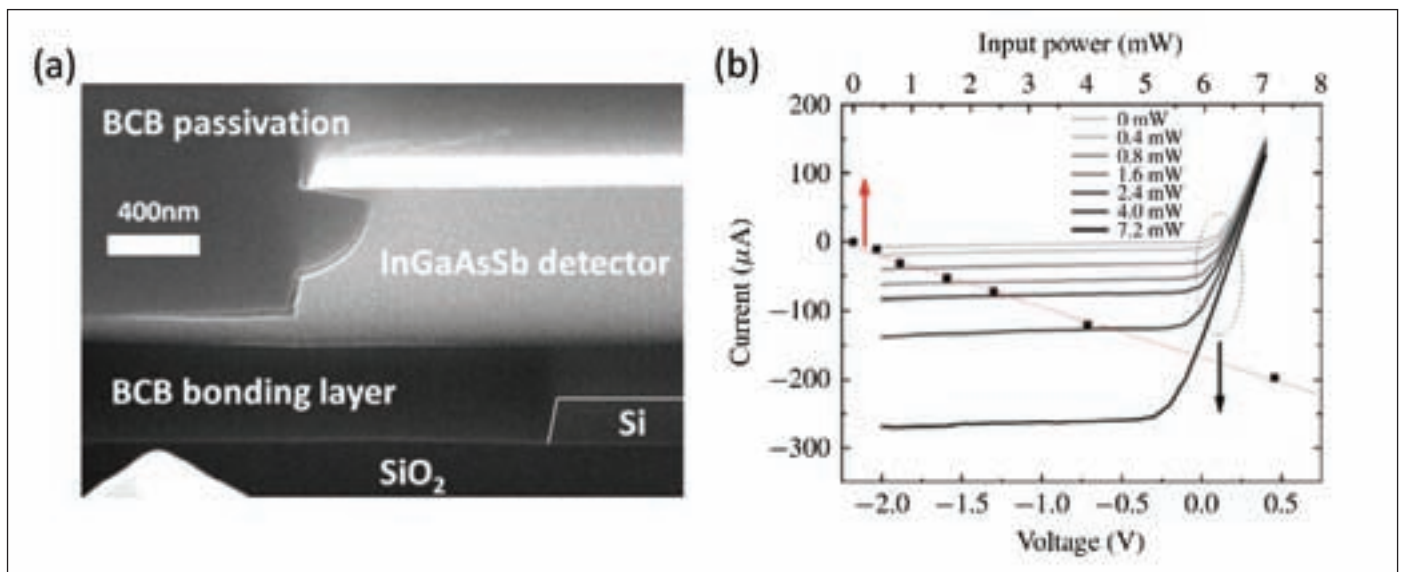 (a)
BCB passivation
400nm
InGaAsSb detector
BCB bonding layer
Si
SiO₂
(b)
Input power (mW)
0 1 2 3 4 5 6 7 8
200
100
0
−100
−200
−300
Current (μA)
0 mW
0.4 mW
0.8 mW
1.6 mW
2.4 mW
4.0 mW
7.2 mW
−2.0 −1.5 −1.0 −0.5 0.0 0.5
Voltage (V)